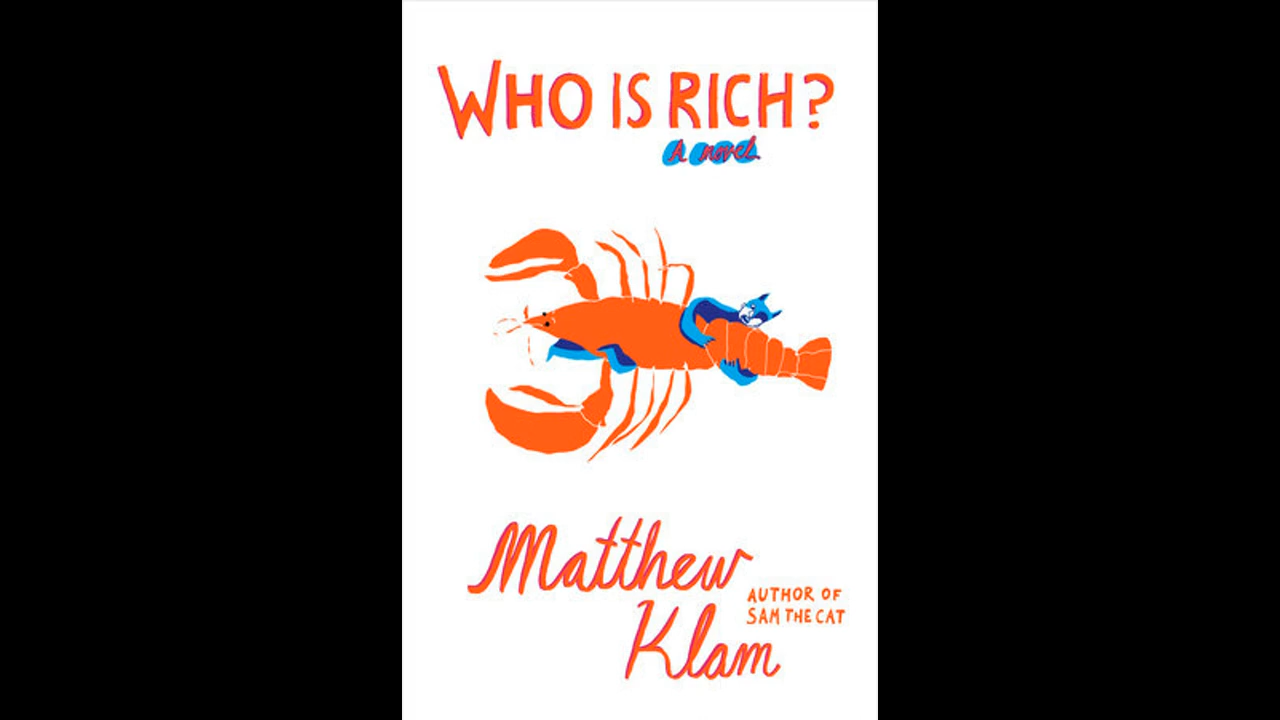 WHO IS RICH?
a novel.
Matthew
AUTHOR OF
SAM THE CAT
Klam